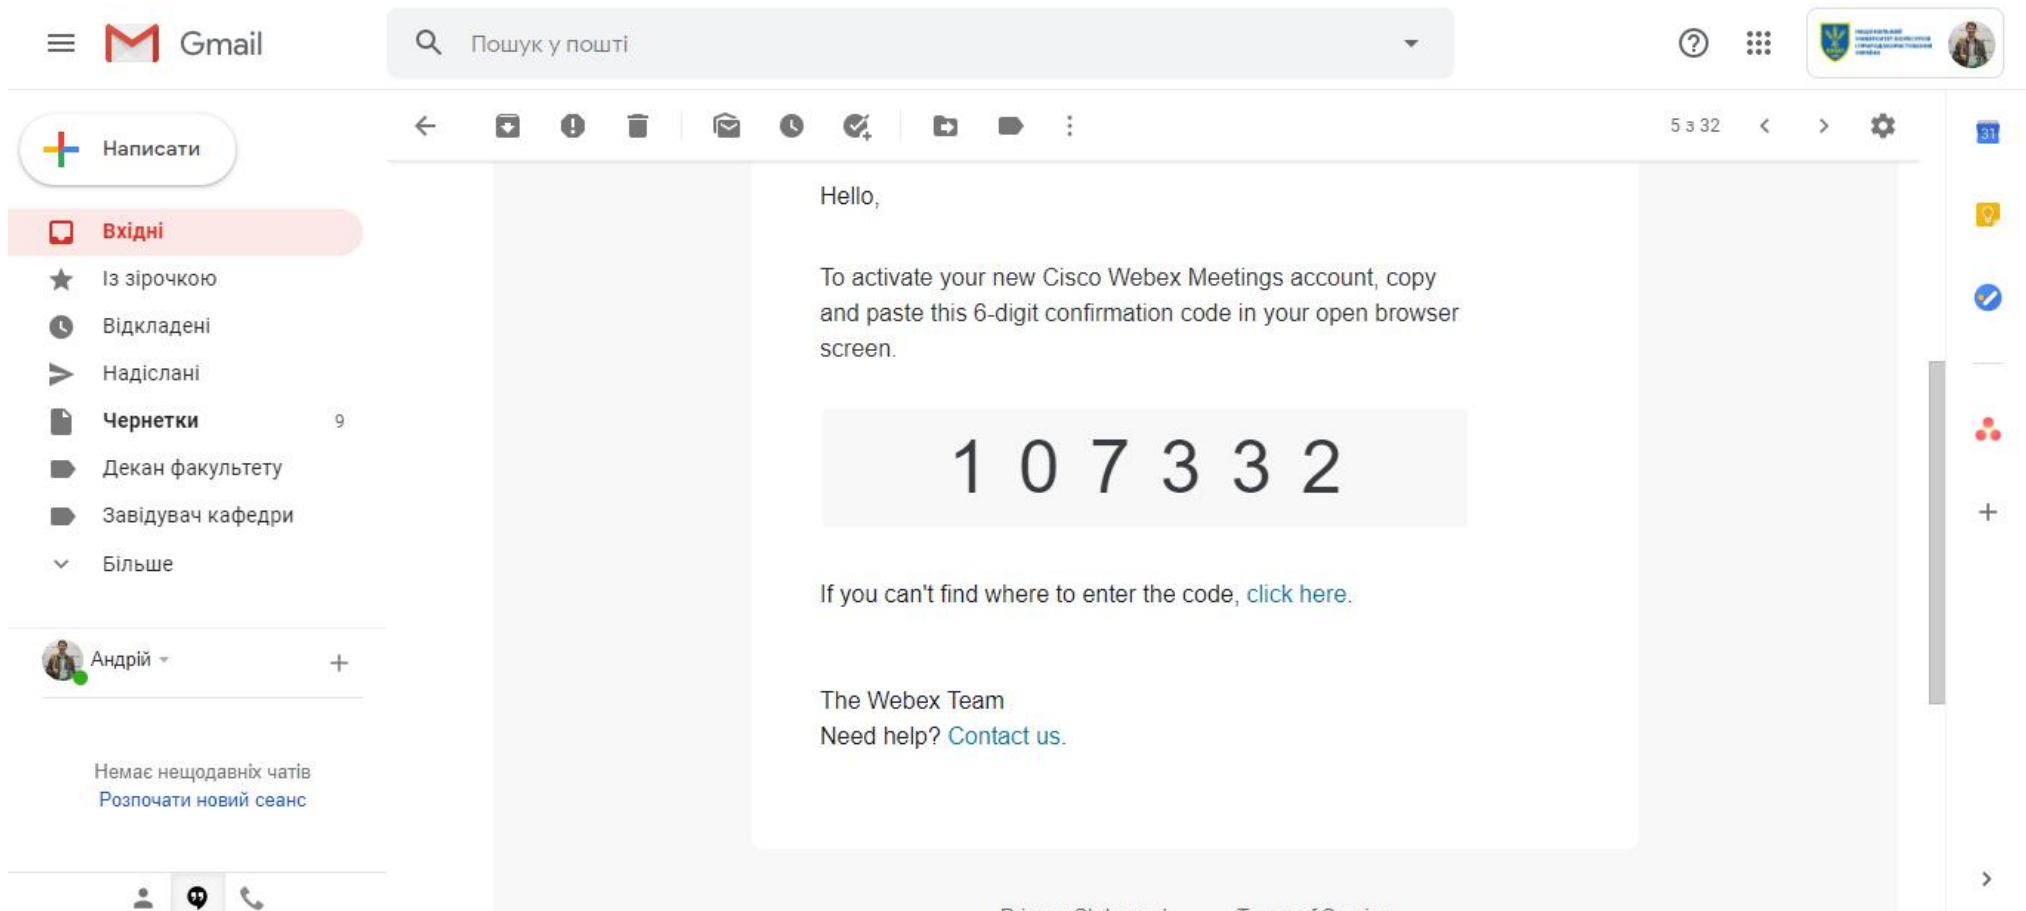 Gmail
Пошук у пошті
Написати
5 з 32
Вхідні
Із зірочкою
Відкладені
Надіслані
Чернетки 9
Декан факультету
Завідувач кафедри
Більше
Андрій
Немає нещодавніх чатів
Розпочати новий сеанс
Hello,
To activate your new Cisco Webex Meetings account, copy
and paste this 6-digit confirmation code in your open browser
screen.
1 0 7 3 3 2
If you can't find where to enter the code, click here.
The Webex Team
Need help? Contact us.
31